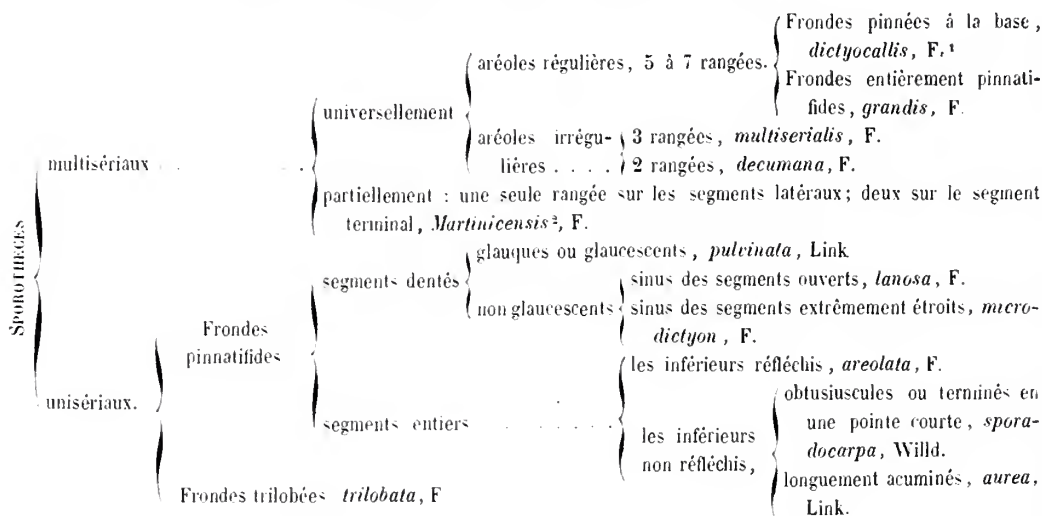 Frondes pinnées à la base,
dictyocallis, F.¹
aréoles régulières, 5 à 7 rangées.
Frondes entièrement pinnati-
fides, grandis, F.
universellement
aréoles irrégu-
lières . . . .
3 rangées, multiserialis, F.
2 rangées, decumana, F.
multisériaux
partiellement : une seule rangée sur les segments latéraux; deux sur le segment
terminal, Martinicensis², F.
SPOROTHECES
glauques ou glaucescents, pulvinata, Link
segments dentés
sinus des segments ouverts, lanosa, F.
non glaucescents
sinus des segments extrêmement étroits, micro-
dictyon, F.
Frondes
pinnatifides
les inférieurs réfléchis, areolata, F.
unisériaux.
segments entiers
obtusiuscules ou terminés en
une pointe courte, spora-
docarpa, Willd.
les inférieurs
non réfléchis,
longuement acuminés, aurea,
Link.
Frondes trilobées trilobata, F